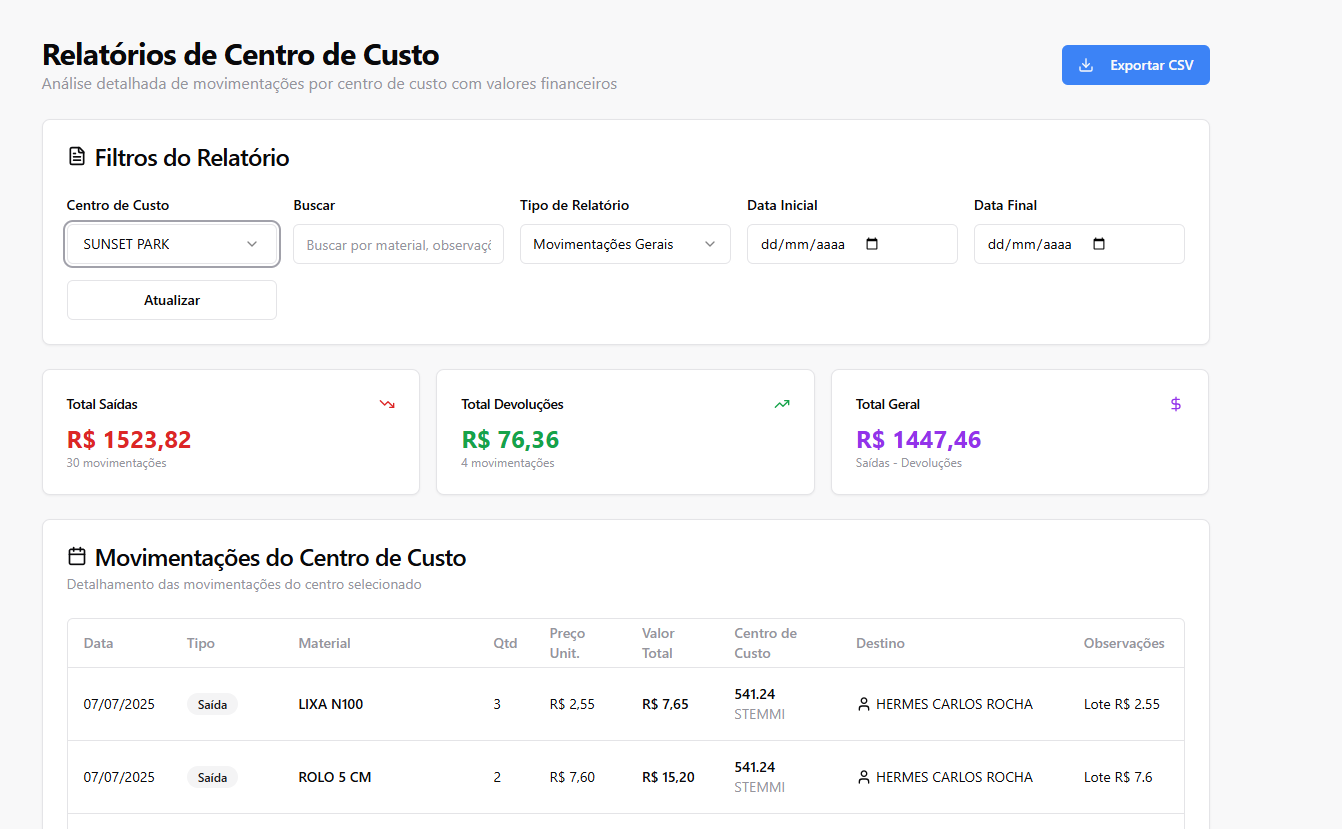 Relatórios de Centro de Custo
Análise detalhada de movimentações por centro de custo com valores financeiros
Exportar CSV
Filtros do Relatório
Centro de Custo Buscar Tipo de Relatório Data Inicial Data Final
SUNSET PARK Buscar por material, observaçõ Movimentações Gerais dd/mm/aaaa dd/mm/aaaa
Atualizar
Total Saídas
R$ 1523,82
30 movimentações
Total Devoluções
R$ 76,36
4 movimentações
Total Geral
R$ 1447,46
Saídas - Devoluções
Movimentações do Centro de Custo
Detalhamento das movimentações do centro selecionado
Data Tipo Material Qtd Preço Unit. Valor Total Centro de Custo Destino Observações
07/07/2025 Saída LIXA N100 3 R$ 2,55 R$ 7,65 541.24 STEMMI HERMES CARLOS ROCHA Lote R$ 2.55
07/07/2025 Saída ROLO 5 CM 2 R$ 7,60 R$ 15,20 541.24 STEMMI HERMES CARLOS ROCHA Lote R$ 7.6